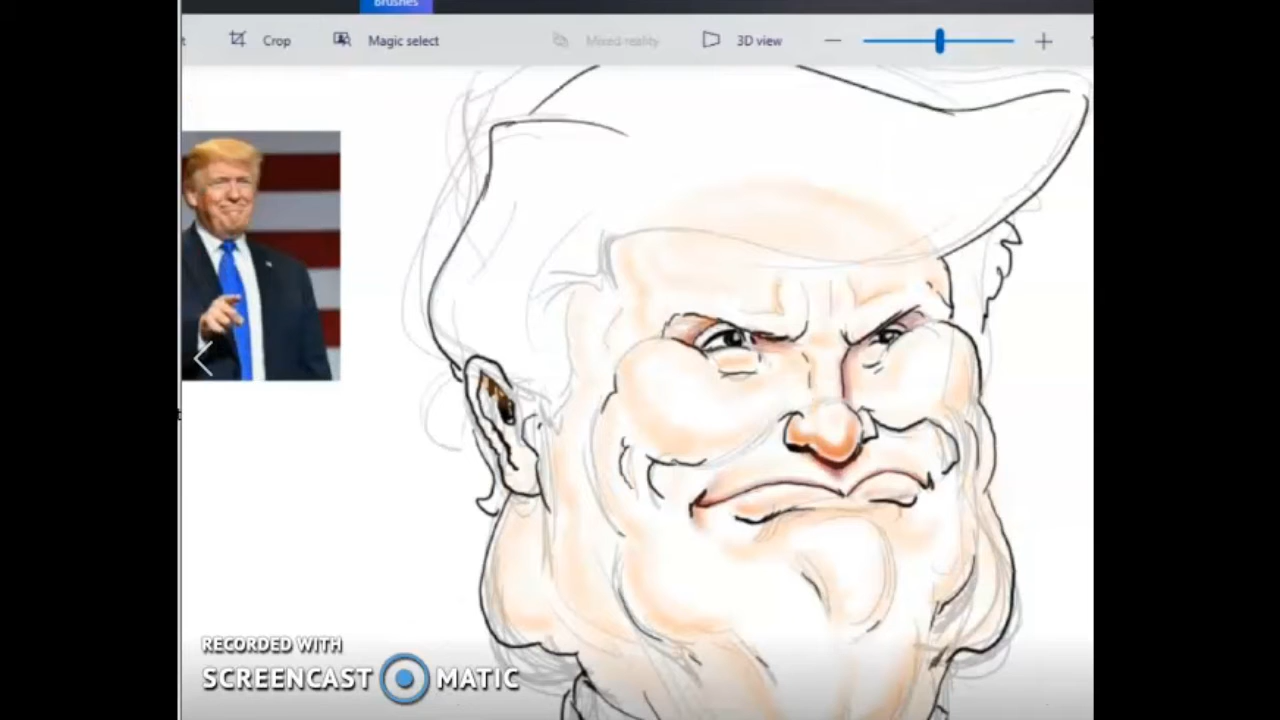 Brushes
Crop
Magic select
Mixed reality
3D view
RECORDED WITH
SCREENCAST MATIC